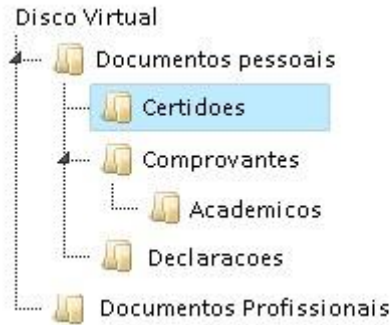 Disco Virtual
Documentos pessoais
Certidoes
Comprovantes
Academicos
Declaracoes
Documentos Profissionais